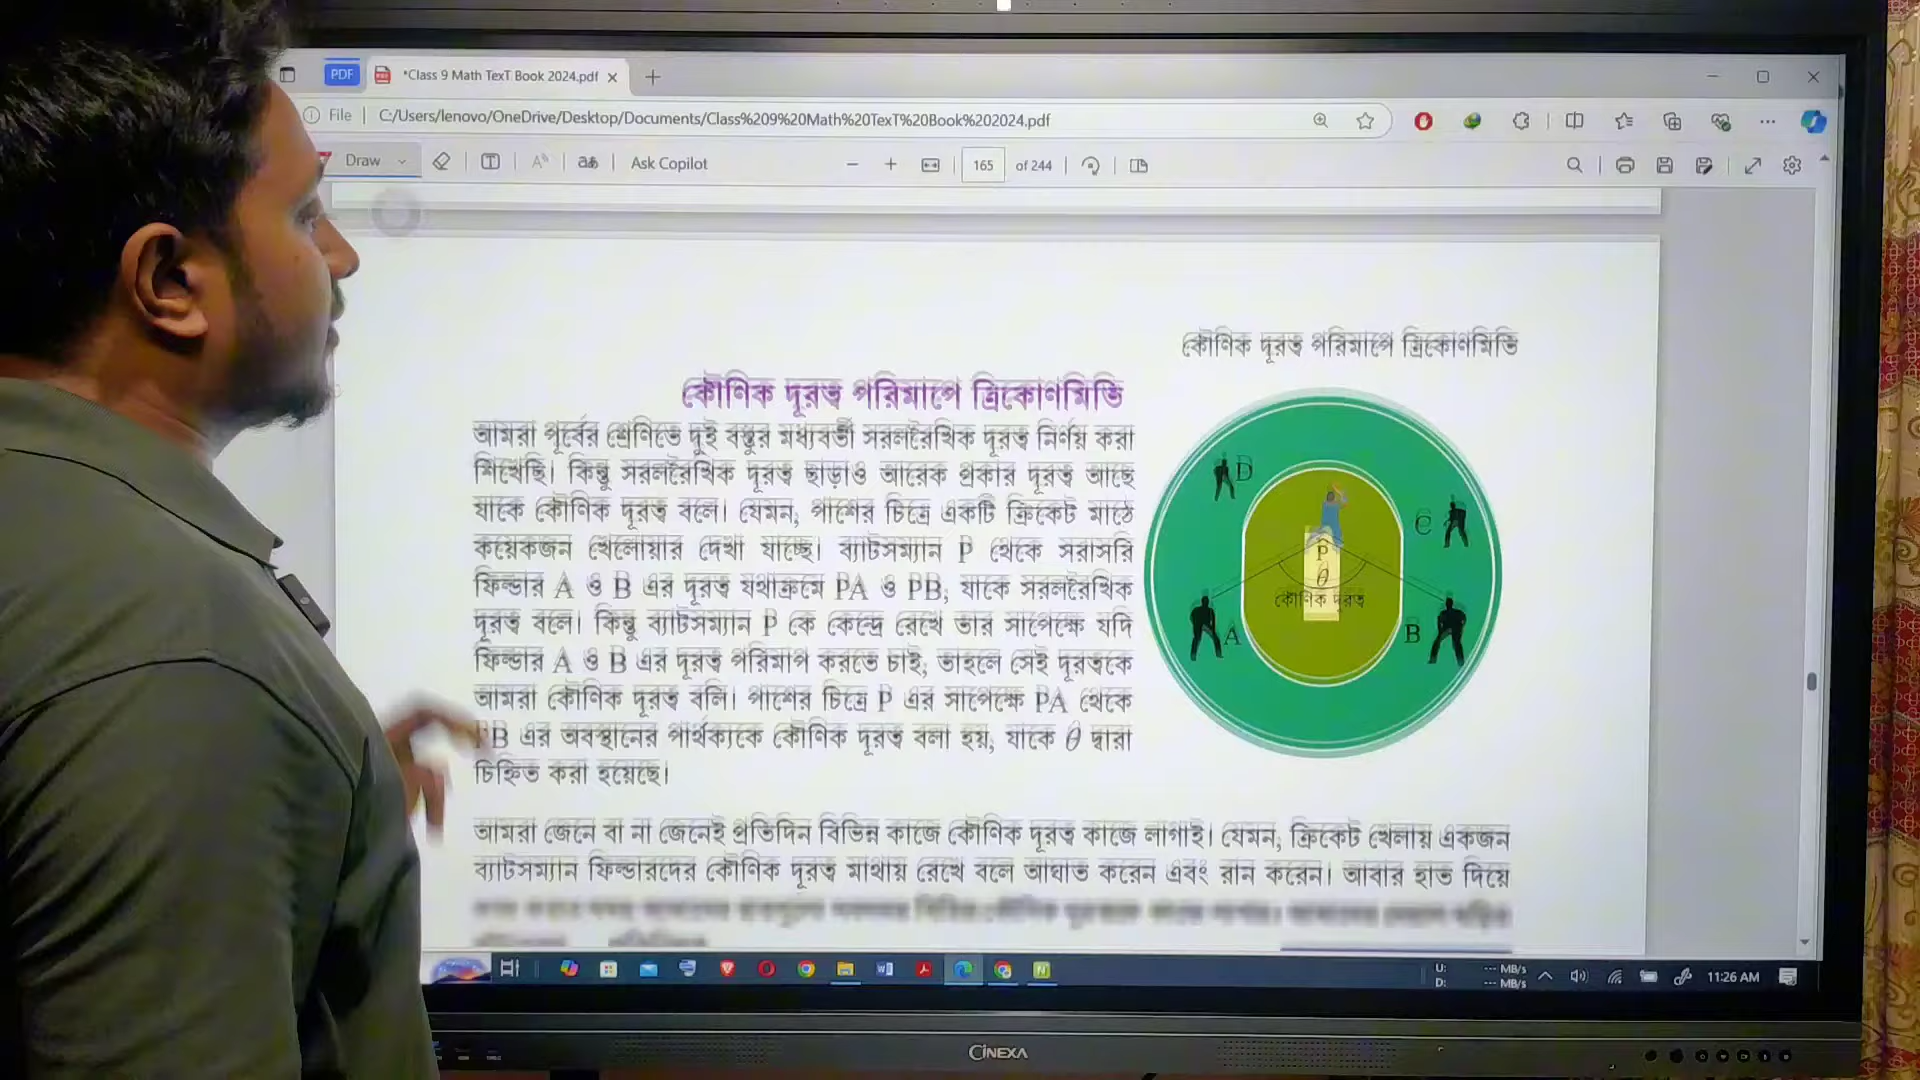 PDF *Class 9 Math TexT Book 2024.pdf
File C:/Users/lenovo/OneDrive/Desktop/Documents/Class%209%20Math%20TexT%20Book%202024.pdf
Draw Ask Copilot 165 of 244
কৌণিক দূরত্ব পরিমাপে ত্রিকোণমিতি
কৌণিক দূরত্ব পরিমাপে ত্রিকোণমিতি
আমরা পূর্বের শ্রেণিতে দুই বস্তুর মধ্যবর্তী সরলরৈখিক দূরত্ব নির্ণয় করা
শিখেছি। কিন্তু সরলরৈখিক দূরত্ব ছাড়াও আরেক প্রকার দূরত্ব আছে
যাকে কৌণিক দূরত্ব বলে। যেমন, পাশের চিত্রে একটি ক্রিকেট মাঠে
কয়েকজন খেলোয়ার দেখা যাচ্ছে। ব্যাটসম্যান P থেকে সরাসরি
ফিল্ডার A ও B এর দূরত্ব যথাক্রমে PA ও PB, যাকে সরলরৈখিক
দূরত্ব বলে। কিন্তু ব্যাটসম্যান P কে কেন্দ্রে রেখে তার সাপেক্ষে যদি
ফিল্ডার A ও B এর দূরত্ব পরিমাপ করতে চাই, তাহলে সেই দূরত্বকে
আমরা কৌণিক দূরত্ব বলি। পাশের চিত্রে P এর সাপেক্ষে PA থেকে
PB এর অবস্থানের পার্থক্যকে কৌণিক দূরত্ব বলা হয়, যাকে θ দ্বারা
চিহ্নিত করা হয়েছে।
D
C
P
θ
কৌণিক দূরত্ব
A
B
আমরা জেনে বা না জেনেই প্রতিদিন বিভিন্ন কাজে কৌণিক দূরত্ব কাজে লাগাই। যেমন, ক্রিকেট খেলায় একজন
ব্যাটসম্যান ফিল্ডারদের কৌণিক দূরত্ব মাথায় রেখে বলে আঘাত করেন এবং রান করেন। আবার হাত দিয়ে
U: --- MB/s
D: --- MB/s
11:26 AM
CINEXA